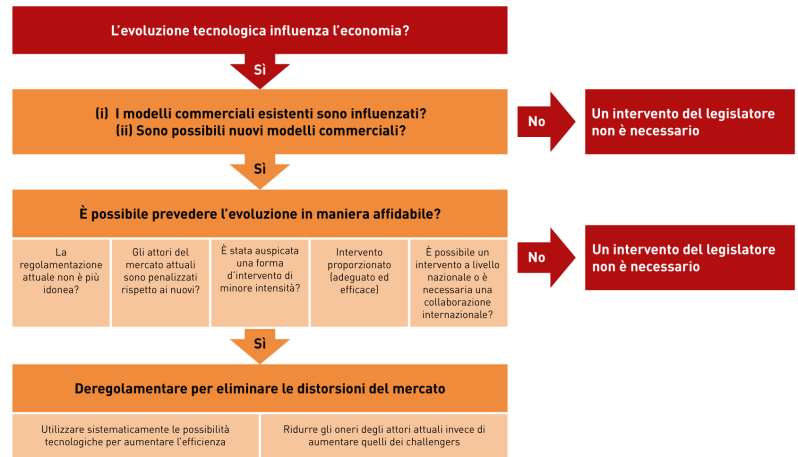 L'evoluzione tecnologica influenza l'economia?
Sì
(i) I modelli commerciali esistenti sono influenzati?
(ii) Sono possibili nuovi modelli commerciali?
No
Un intervento del legislatore
non è necessario
Sì
È possibile prevedere l'evoluzione in maniera affidabile?
La
regolamentazione
attuale non è più
idonea?
Gli attori del
mercato attuali
sono penalizzati
rispetto ai nuovi?
È stata auspicata
una forma
d'intervento di
minore intensità?
Intervento
proporzionato
(adeguato ed
efficace)
È possibile un
intervento a livello
nazionale o è
necessaria una
collaborazione
internazionale?
No
Un intervento del legislatore
non è necessario
Sì
Deregolamentare per eliminare le distorsioni del mercato
Utilizzare sistematicamente le possibilità
tecnologiche per aumentare l'efficienza
Ridurre gli oneri degli attori attuali invece di
aumentare quelli dei challengers